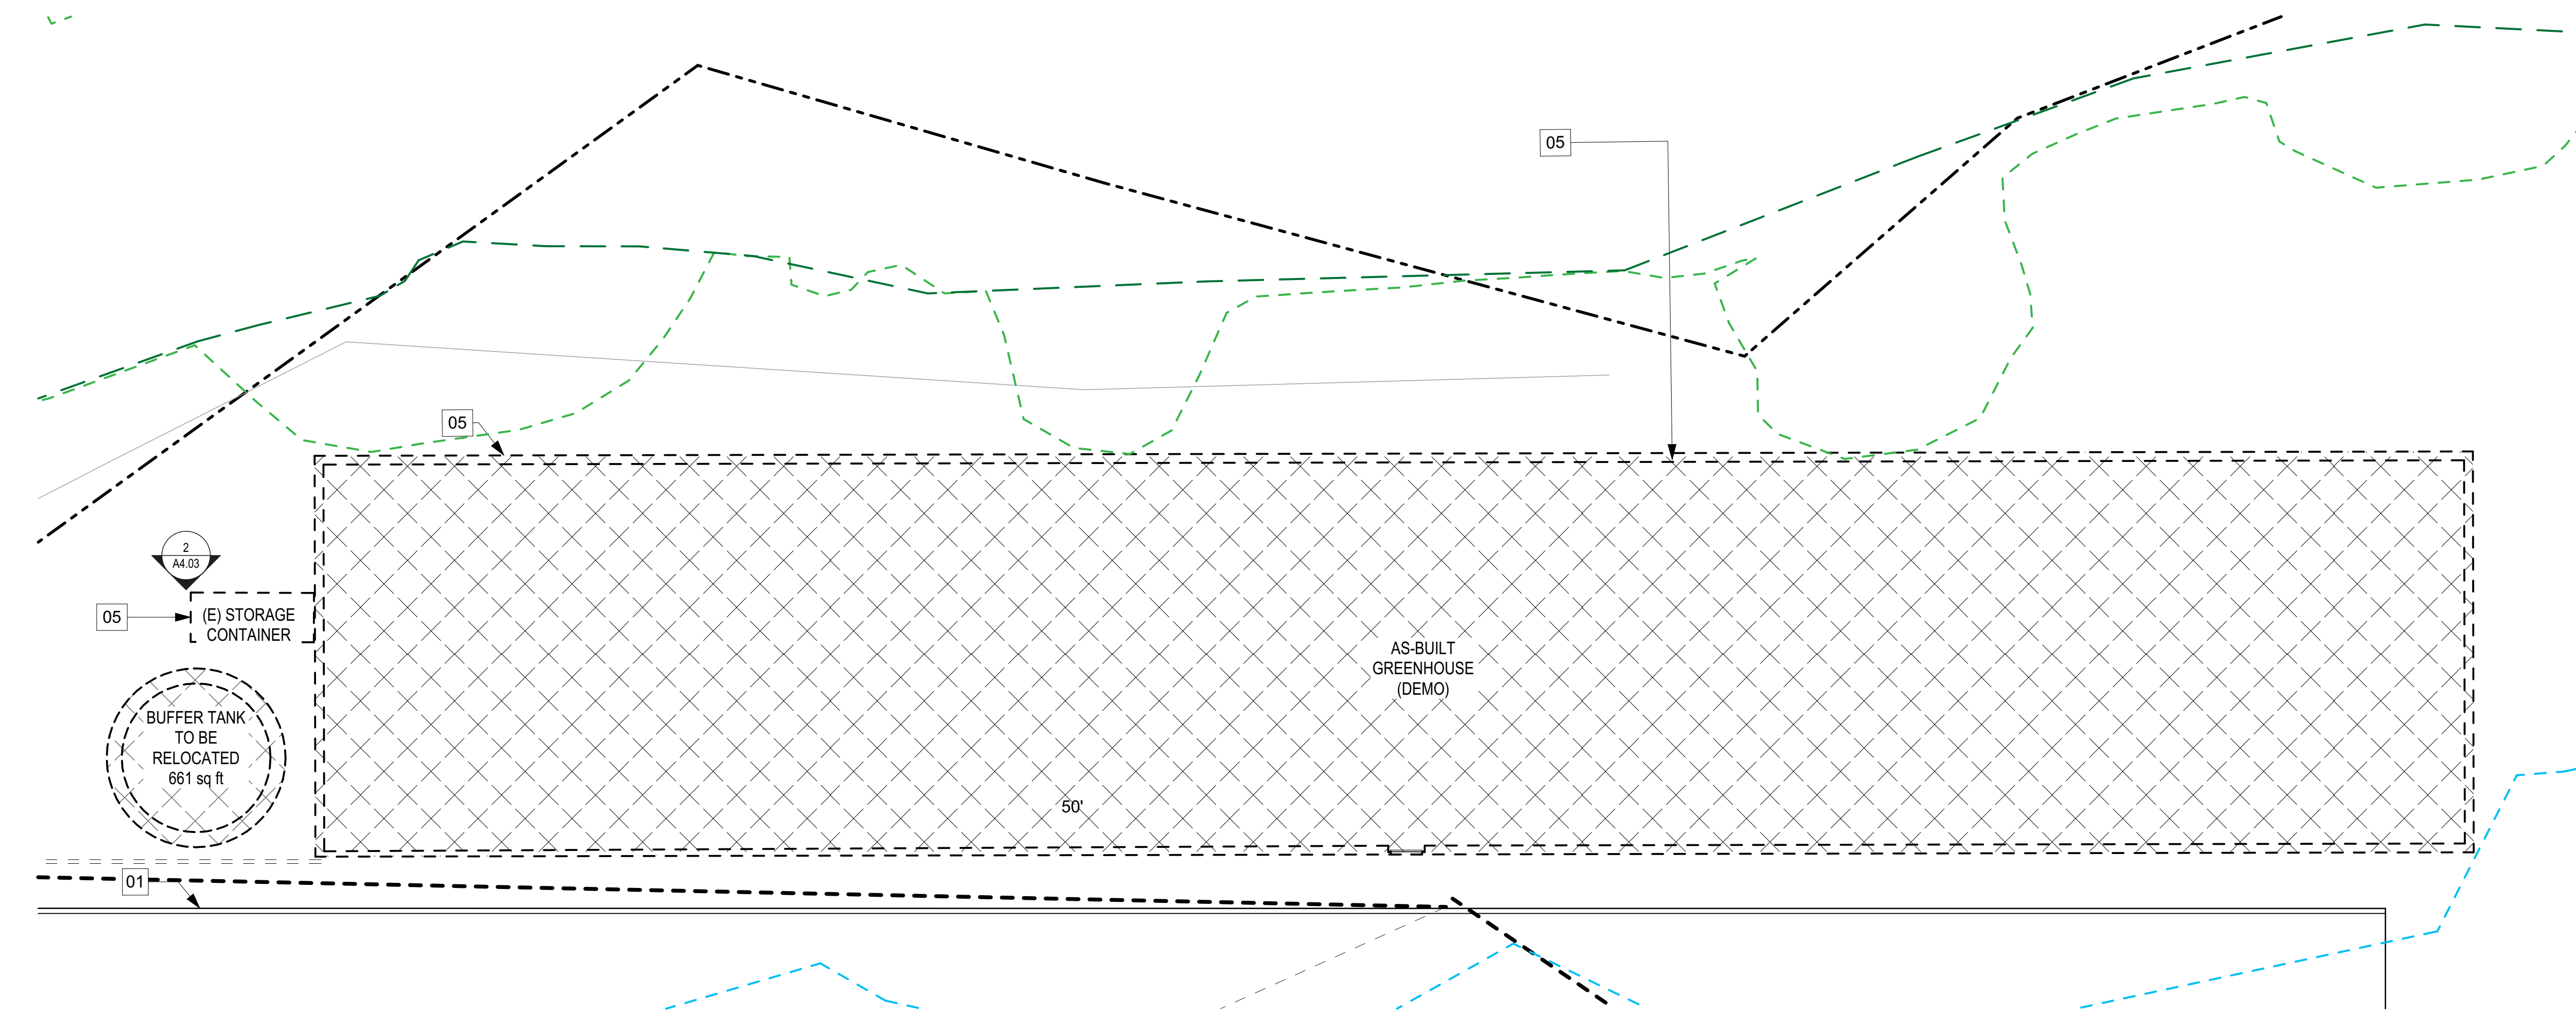 05
05
2
A4.03
05
(E) STORAGE
CONTAINER
AS-BUILT
GREENHOUSE
(DEMO)
BUFFER TANK
TO BE
RELOCATED
661 sq ft
50'
01